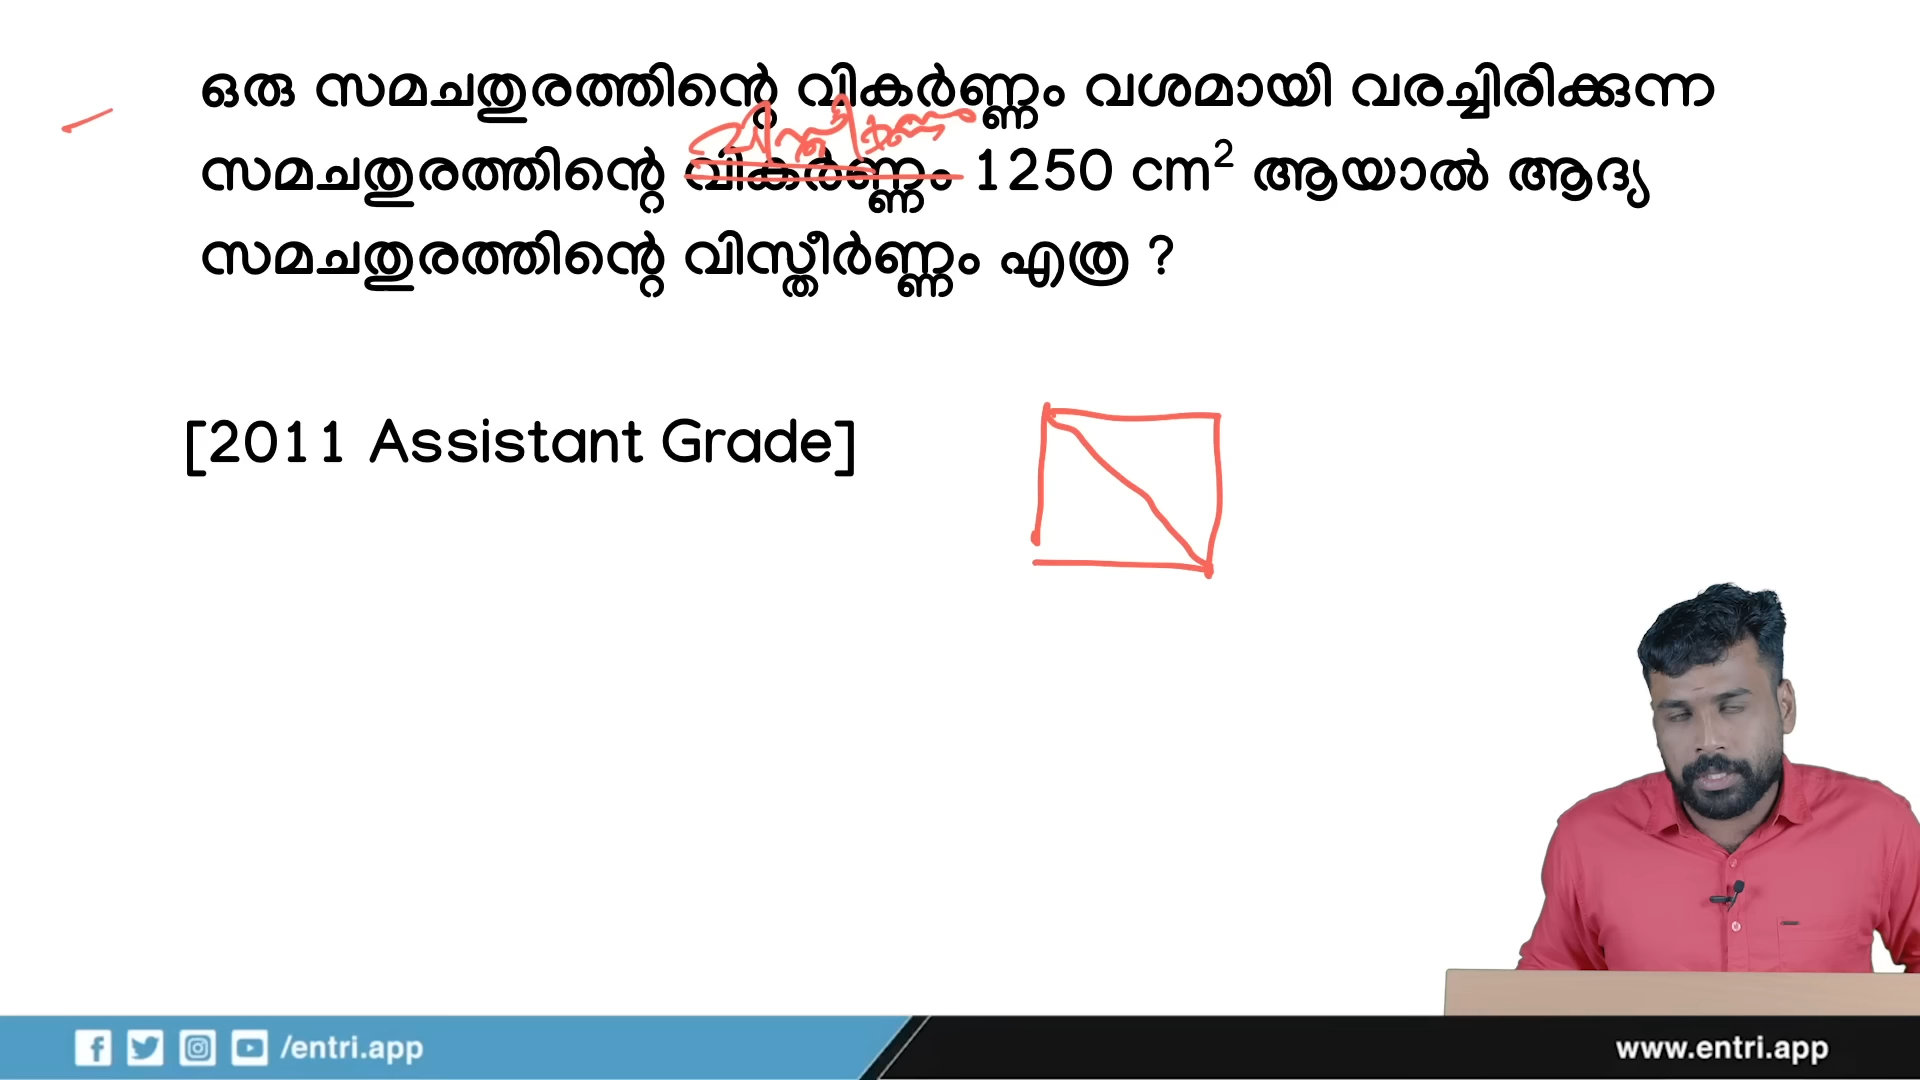 ഒരു സമചതുരത്തിന്റെ വികർണ്ണം വശമായി വരച്ചിരിക്കുന്ന
വിസ്തീർണ്ണം
സമചതുരത്തിന്റെ വികർണ്ണം 1250 cm² ആയാൽ ആദ്യ
സമചതുരത്തിന്റെ വിസ്തീർണ്ണം എത്ര ?
[2011 Assistant Grade]
/entri.app
www.entri.app